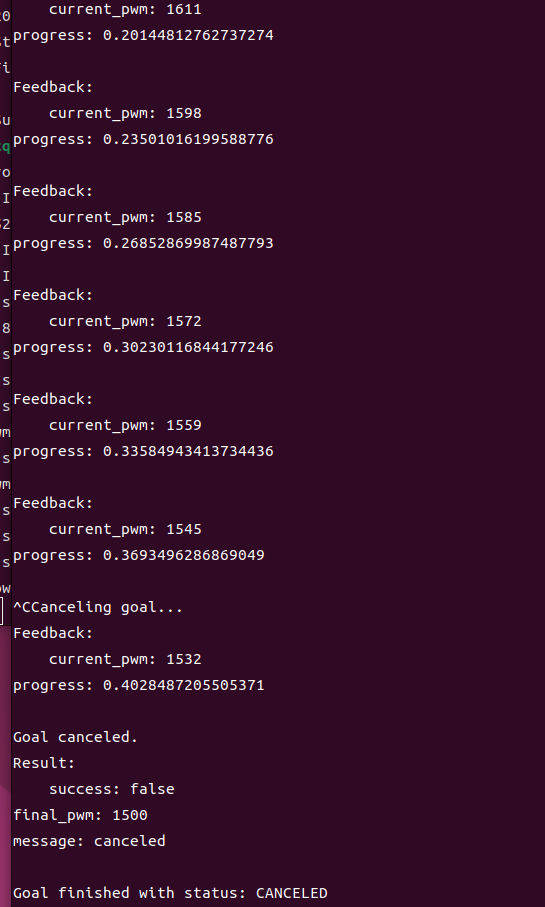 current_pwm: 1611
progress: 0.20144812762737274

Feedback:
    current_pwm: 1598
progress: 0.23501016199588776

Feedback:
    current_pwm: 1585
progress: 0.26852869987487793

Feedback:
    current_pwm: 1572
progress: 0.30230116844177246

Feedback:
    current_pwm: 1559
progress: 0.33584943413734436

Feedback:
    current_pwm: 1545
progress: 0.3693496286869049

^CCanceling goal...
Feedback:
    current_pwm: 1532
progress: 0.4028487205505371

Goal canceled.
Result:
    success: false
final_pwm: 1500
message: canceled

Goal finished with status: CANCELED